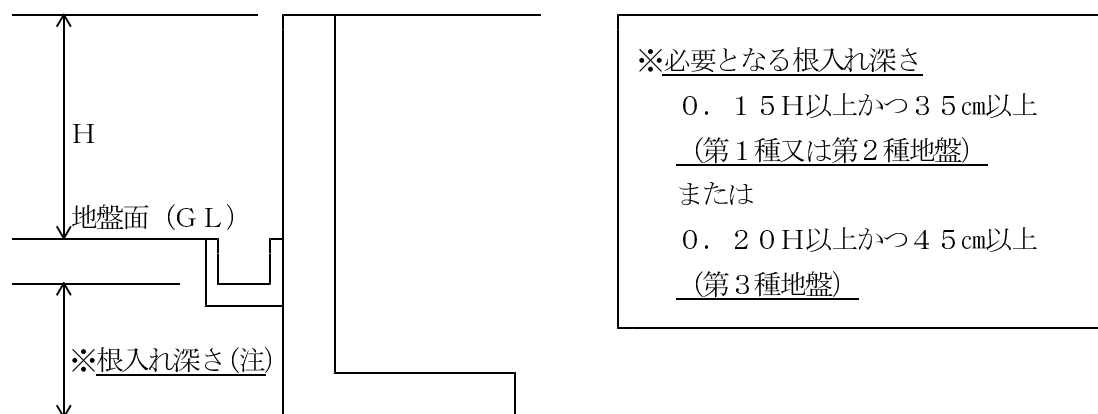 Ｈ
地盤面（ＧＬ）
※根入れ深さ(注)
※必要となる根入れ深さ
０．１５Ｈ以上かつ３５㎝以上
（第１種又は第２種地盤）
または
０．２０Ｈ以上かつ４５㎝以上
（第３種地盤）